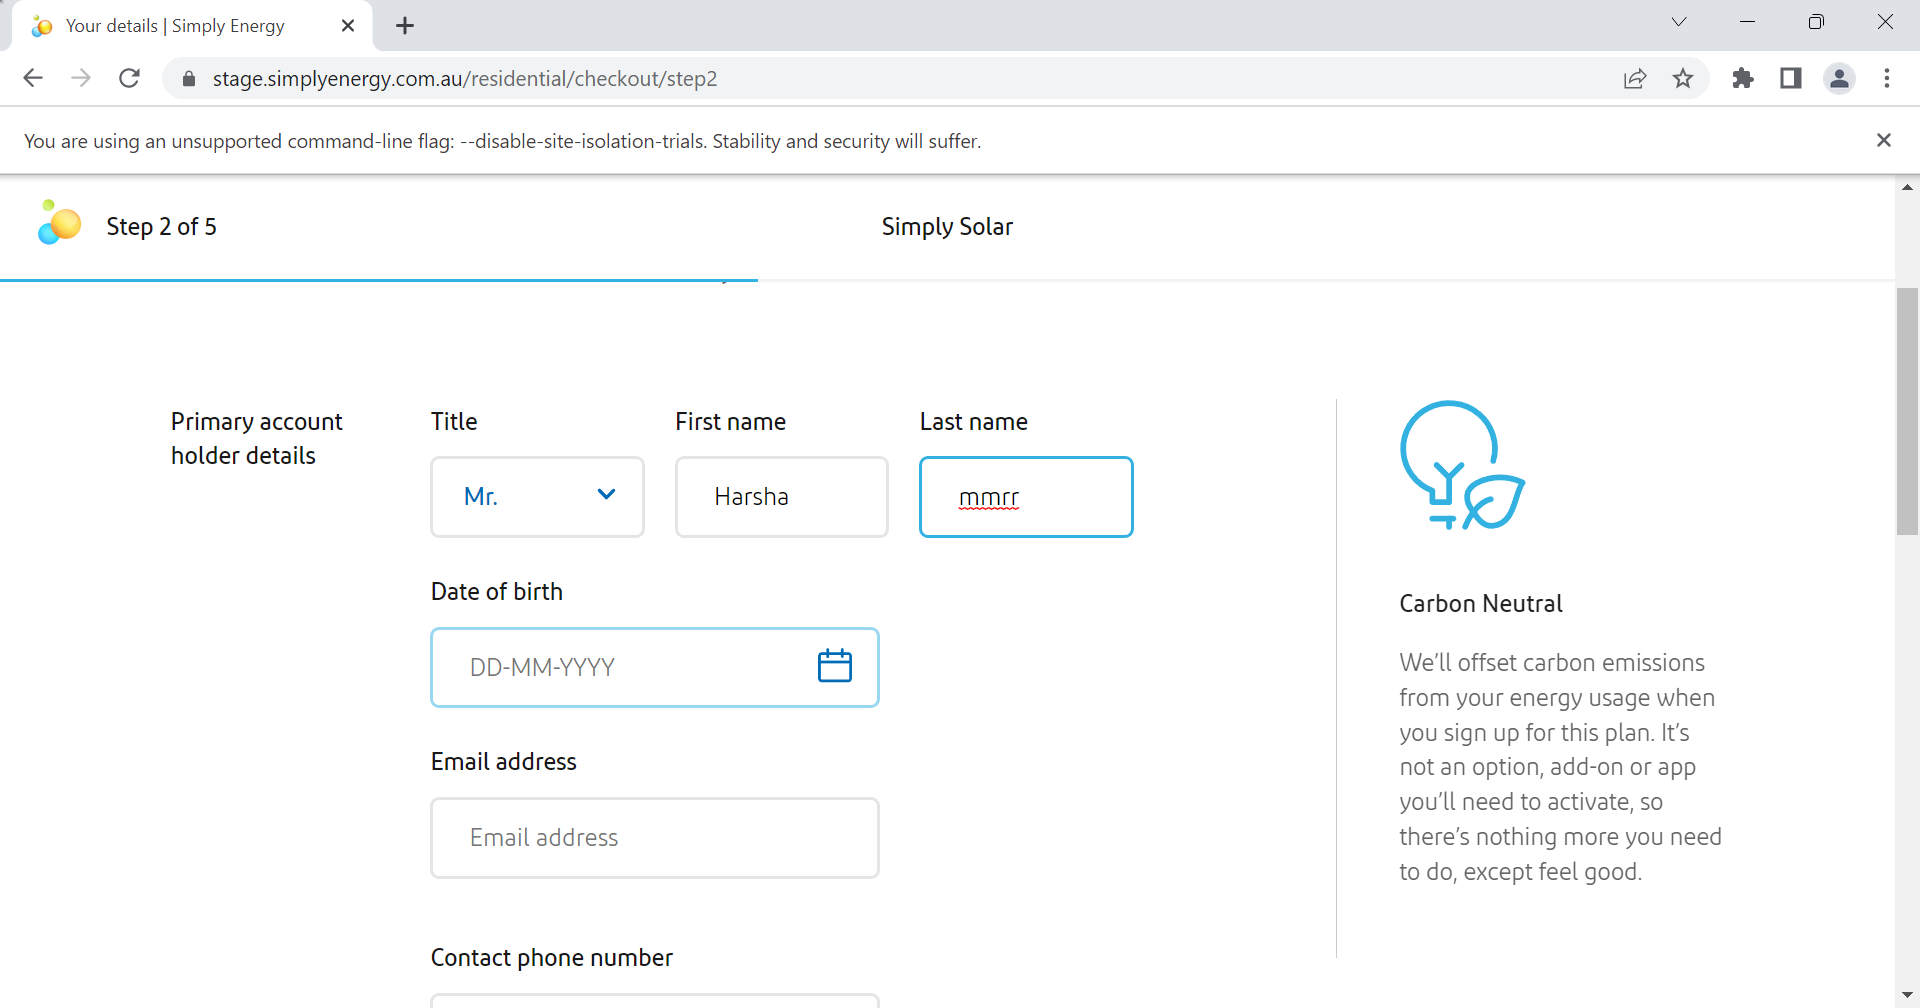 Your details | Simply Energy
stage.simplyenergy.com.au/residential/checkout/step2
You are using an unsupported command-line flag: --disable-site-isolation-trials. Stability and security will suffer.
Step 2 of 5
Simply Solar
Primary account
holder details
Title
First name
Last name
Mr.
Harsha
mmrr
Date of birth
DD-MM-YYYY
Email address
Email address
Contact phone number
Carbon Neutral
We'll offset carbon emissions
from your energy usage when
you sign up for this plan. It's
not an option, add-on or app
you'll need to activate, so
there's nothing more you need
to do, except feel good.